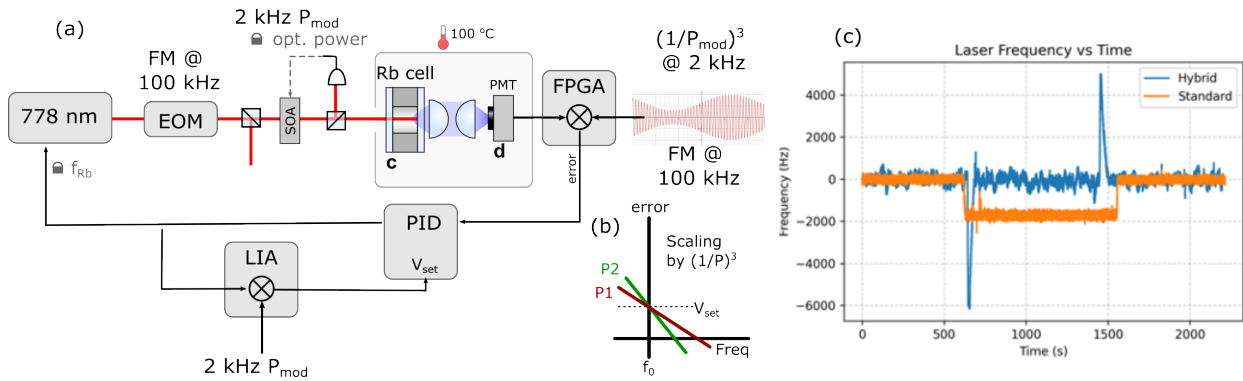 (a)
2 kHz P_mod
opt. power
FM @
100 kHz
778 nm
EOM
SOA
100 °C
Rb cell
PMT
c
d
FPGA
(1/P_mod)³
@ 2 kHz
FM @
100 kHz
error
f_Rb
PID
V_set
LIA
2 kHz P_mod
(b)
error
Scaling
by (1/P)³
P2
P1
V_set
Freq
f_0
(c)
Laser Frequency vs Time
Hybrid
Standard
Frequency (Hz)
4000
2000
0
−2000
−4000
−6000
0
500
1000
1500
2000
Time (s)